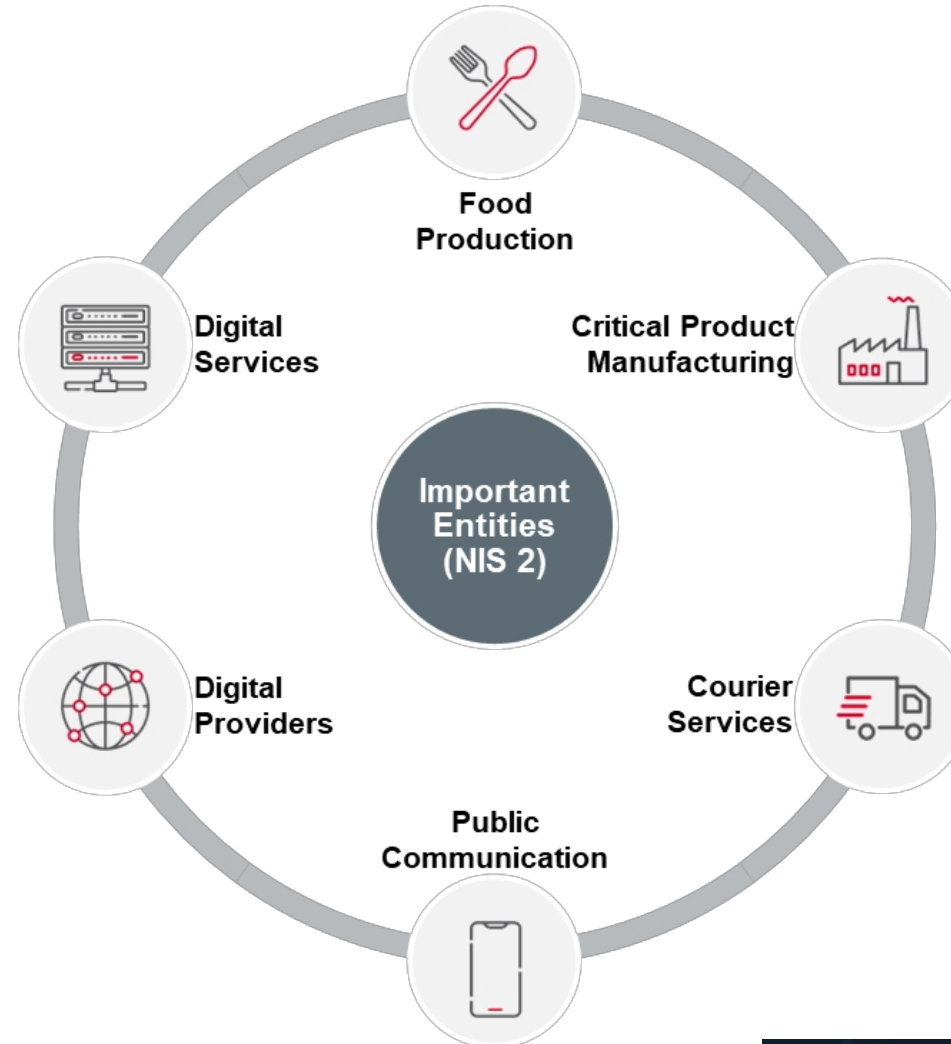 Food
Production
Digital
Services
Critical Product
Manufacturing
Important
Entities
(NIS 2)
Digital
Providers
Courier
Services
Public
Communication